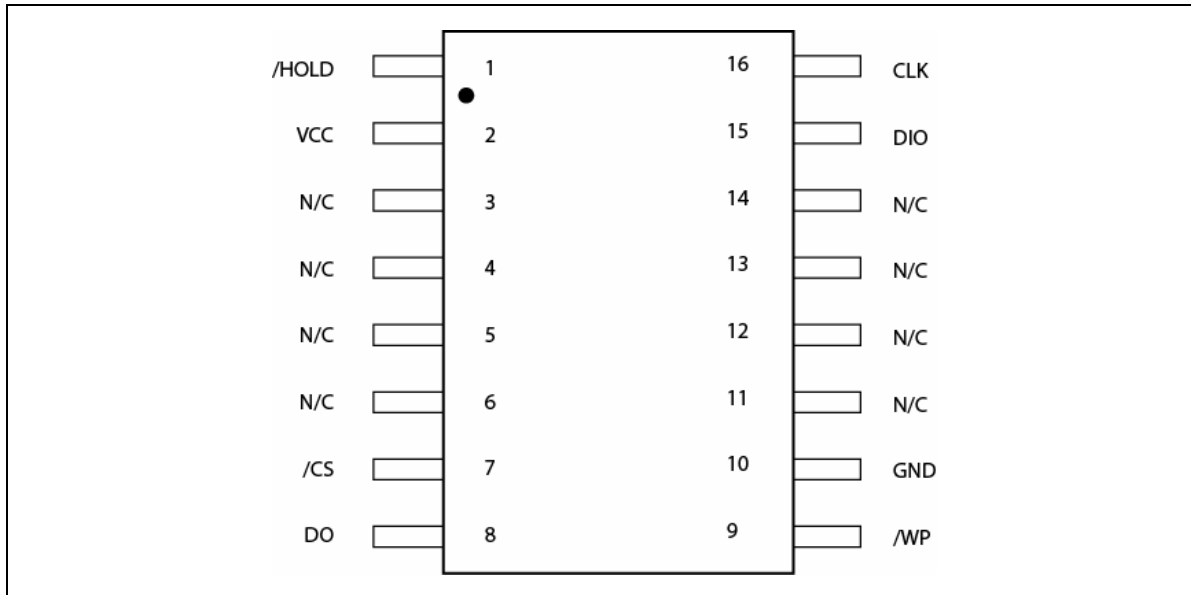 /HOLD 1 16 CLK
VCC 2 15 DIO
N/C 3 14 N/C
N/C 4 13 N/C
N/C 5 12 N/C
N/C 6 11 N/C
/CS 7 10 GND
DO 8 9 /WP